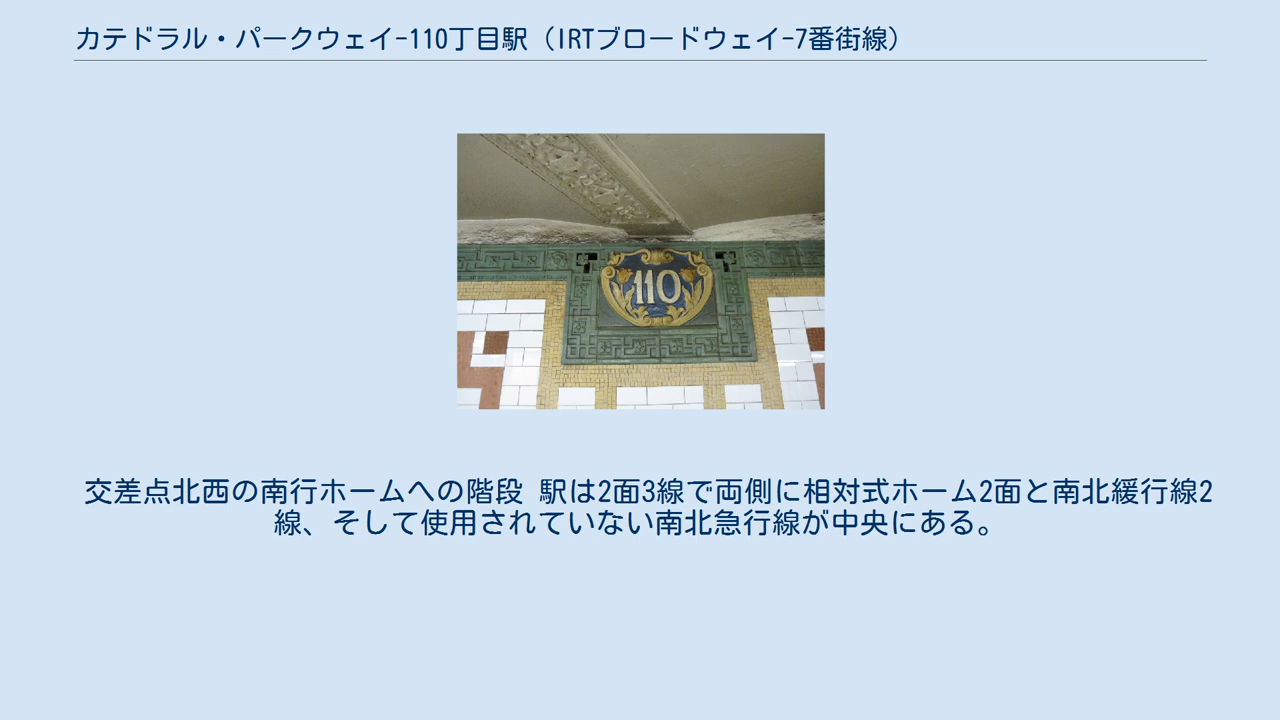 カテドラル・パークウェイ-110丁目駅（IRTブロードウェイ-7番街線）
110
交差点北西の南行ホームへの階段 駅は2面3線で両側に相対式ホーム2面と南北緩行線2
線、そして使用されていない南北急行線が中央にある。